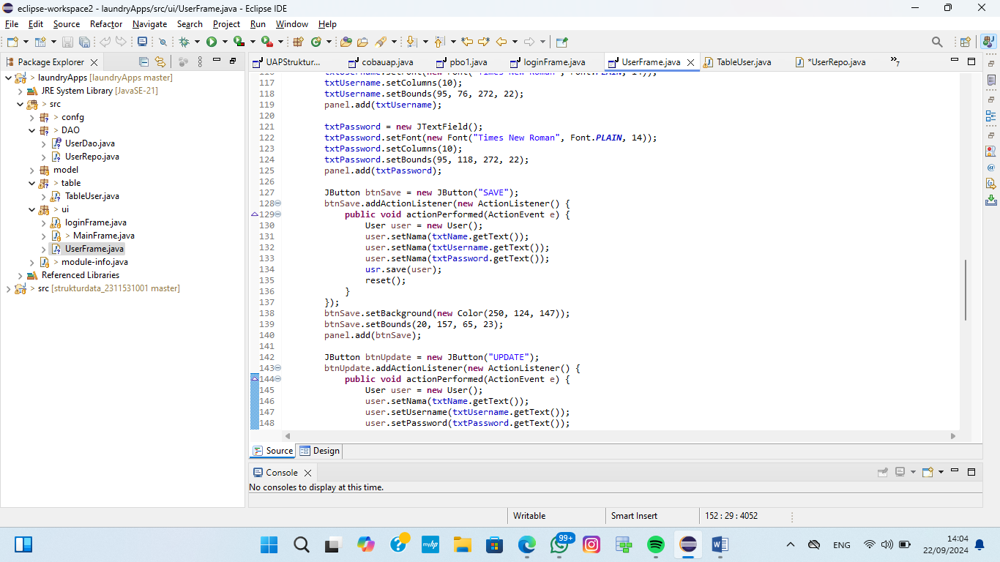 eclipse-workspace2 - laundryApps/src/ui/UserFrame.java - Eclipse IDE
File Edit Source Refactor Navigate Search Project Run Window Help
Package Explorer
UAPStruktur...
cobauap.java
pbo1.java
loginFrame.java
UserFrame.java
TableUser.java
*UserRepo.java
»7
> laundryApps [laundryApps master]
JRE System Library [JavaSE-21]
> src
> confg
> DAO
UserDao.java
UserRepo.java
model
> table
TableUser.java
> ui
loginFrame.java
> MainFrame.java
UserFrame.java
> module-info.java
Referenced Libraries
> src [strukturdata_2311531001 master]
116 txtUsername.setFont(new Font("Times New Roman", Font.PLAIN, 14));
117 txtUsername.setColumns(10);
118 txtUsername.setBounds(95, 76, 272, 22);
119 panel.add(txtUsername);
120
121 txtPassword = new JTextField();
122 txtPassword.setFont(new Font("Times New Roman", Font.PLAIN, 14));
123 txtPassword.setColumns(10);
124 txtPassword.setBounds(95, 118, 272, 22);
125 panel.add(txtPassword);
126
127 JButton btnSave = new JButton("SAVE");
128 btnSave.addActionListener(new ActionListener() {
129 public void actionPerformed(ActionEvent e) {
130 User user = new User();
131 user.setNama(txtName.getText());
132 user.setNama(txtUsername.getText());
133 user.setNama(txtPassword.getText());
134 usr.save(user);
135 reset();
136 }
137 });
138 btnSave.setBackground(new Color(250, 124, 147));
139 btnSave.setBounds(20, 157, 65, 23);
140 panel.add(btnSave);
141
142 JButton btnUpdate = new JButton("UPDATE");
143 btnUpdate.addActionListener(new ActionListener() {
144 public void actionPerformed(ActionEvent e) {
145 User user = new User();
146 user.setNama(txtName.getText());
147 user.setUsername(txtUsername.getText());
148 user.setPassword(txtPassword.getText());
Source Design
Console
No consoles to display at this time.
Writable Smart Insert 152 : 29 : 4052
myhp
99+
ENG
14:04
22/09/2024